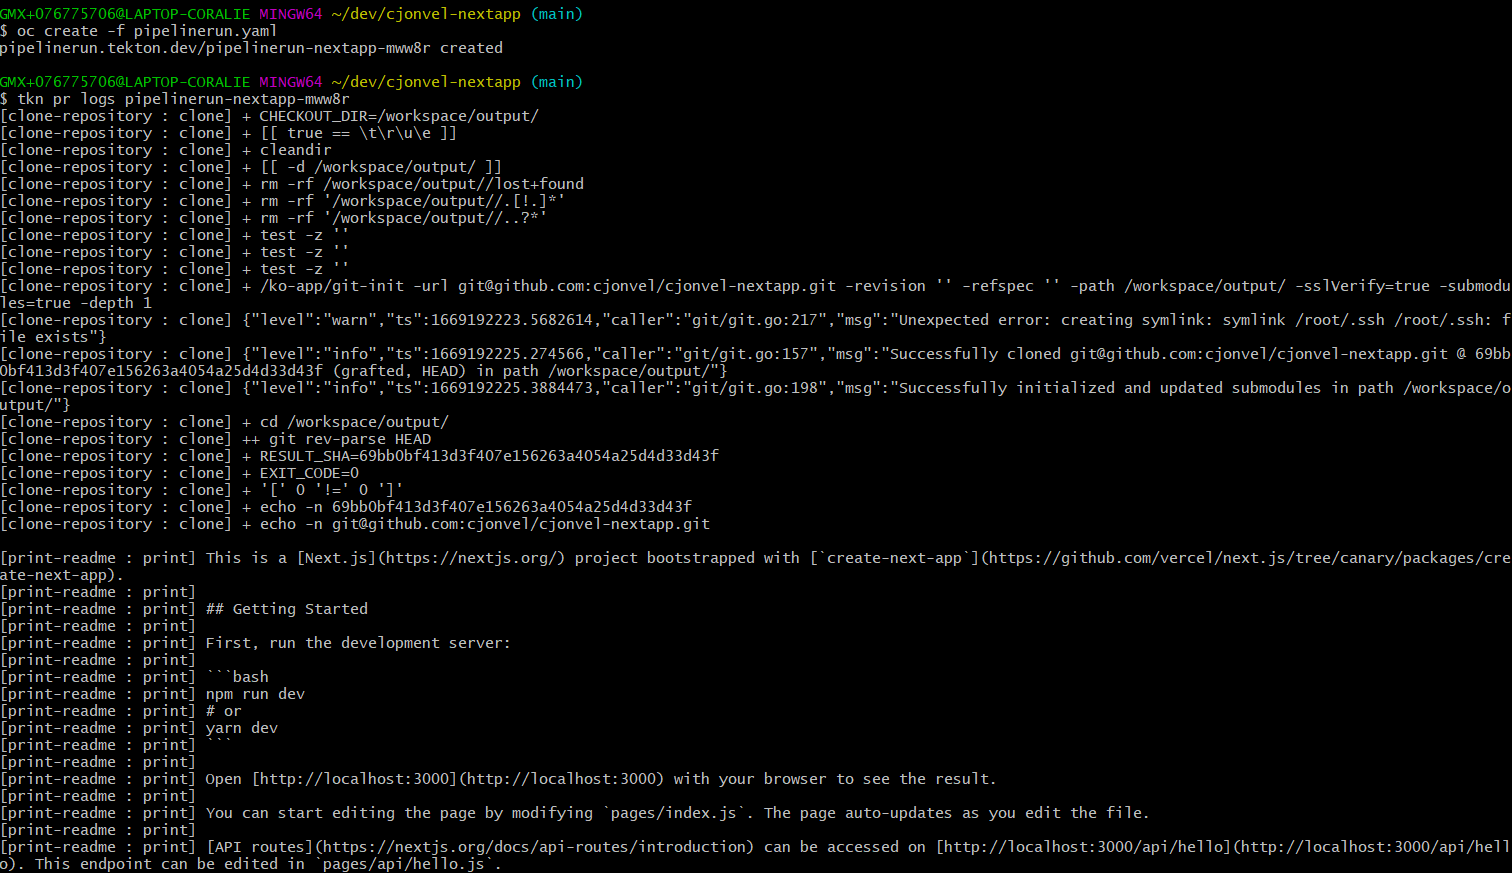 GMX+076775706@LAPTOP-CORALIE MINGW64 ~/dev/cjonvel-nextapp (main)
$ oc create -f pipelinerun.yaml
pipelinerun.tekton.dev/pipelinerun-nextapp-mww8r created
GMX+076775706@LAPTOP-CORALIE MINGW64 ~/dev/cjonvel-nextapp (main)
$ tkn pr logs pipelinerun-nextapp-mww8r
[clone-repository : clone] + CHECKOUT_DIR=/workspace/output/
[clone-repository : clone] + [[ true == \t\r\u\e ]]
[clone-repository : clone] + cleandir
[clone-repository : clone] + [[ -d /workspace/output/ ]]
[clone-repository : clone] + rm -rf /workspace/output//lost+found
[clone-repository : clone] + rm -rf '/workspace/output//.[!.]*'
[clone-repository : clone] + rm -rf '/workspace/output//..?*'
[clone-repository : clone] + test -z ''
[clone-repository : clone] + test -z ''
[clone-repository : clone] + test -z ''
[clone-repository : clone] + /ko-app/git-init -url git@github.com:cjonvel/cjonvel-nextapp.git -revision '' -refspec '' -path /workspace/output/ -sslVerify=true -submodu
les=true -depth 1
[clone-repository : clone] {"level":"warn","ts":1669192223.5682614,"caller":"git/git.go:217","msg":"Unexpected error: creating symlink: symlink /root/.ssh /root/.ssh: f
ile exists"}
[clone-repository : clone] {"level":"info","ts":1669192225.274566,"caller":"git/git.go:157","msg":"Successfully cloned git@github.com:cjonvel/cjonvel-nextapp.git @ 69bb
0bf413d3f407e156263a4054a25d4d33d43f (grafted, HEAD) in path /workspace/output/"}
[clone-repository : clone] {"level":"info","ts":1669192225.3884473,"caller":"git/git.go:198","msg":"Successfully initialized and updated submodules in path /workspace/o
utput/"}
[clone-repository : clone] + cd /workspace/output/
[clone-repository : clone] ++ git rev-parse HEAD
[clone-repository : clone] + RESULT_SHA=69bb0bf413d3f407e156263a4054a25d4d33d43f
[clone-repository : clone] + EXIT_CODE=0
[clone-repository : clone] + '[' 0 '!=' 0 ']'
[clone-repository : clone] + echo -n 69bb0bf413d3f407e156263a4054a25d4d33d43f
[clone-repository : clone] + echo -n git@github.com:cjonvel/cjonvel-nextapp.git
[print-readme : print] This is a [Next.js](https://nextjs.org/) project bootstrapped with [`create-next-app`](https://github.com/vercel/next.js/tree/canary/packages/cre
ate-next-app).
[print-readme : print]
[print-readme : print] ## Getting Started
[print-readme : print]
[print-readme : print] First, run the development server:
[print-readme : print]
[print-readme : print] ```bash
[print-readme : print] npm run dev
[print-readme : print] # or
[print-readme : print] yarn dev
[print-readme : print] ```
[print-readme : print]
[print-readme : print] Open [http://localhost:3000](http://localhost:3000) with your browser to see the result.
[print-readme : print]
[print-readme : print] You can start editing the page by modifying `pages/index.js`. The page auto-updates as you edit the file.
[print-readme : print]
[print-readme : print] [API routes](https://nextjs.org/docs/api-routes/introduction) can be accessed on [http://localhost:3000/api/hello](http://localhost:3000/api/hell
o). This endpoint can be edited in `pages/api/hello.js`.